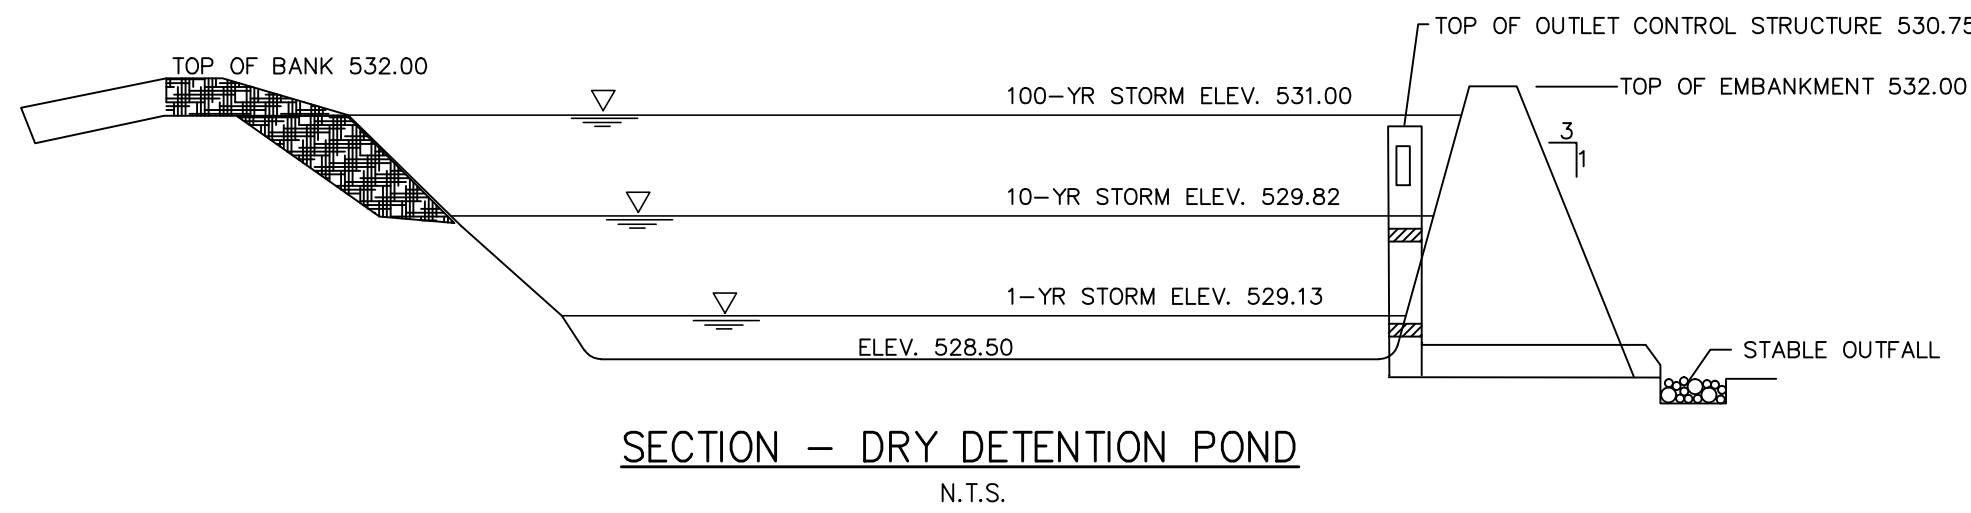 TOP OF OUTLET CONTROL STRUCTURE 530.75
TOP OF BANK 532.00
100-YR STORM ELEV. 531.00
TOP OF EMBANKMENT 532.00
3
1
10-YR STORM ELEV. 529.82
1-YR STORM ELEV. 529.13
ELEV. 528.50
STABLE OUTFALL
SECTION - DRY DETENTION POND
N.T.S.